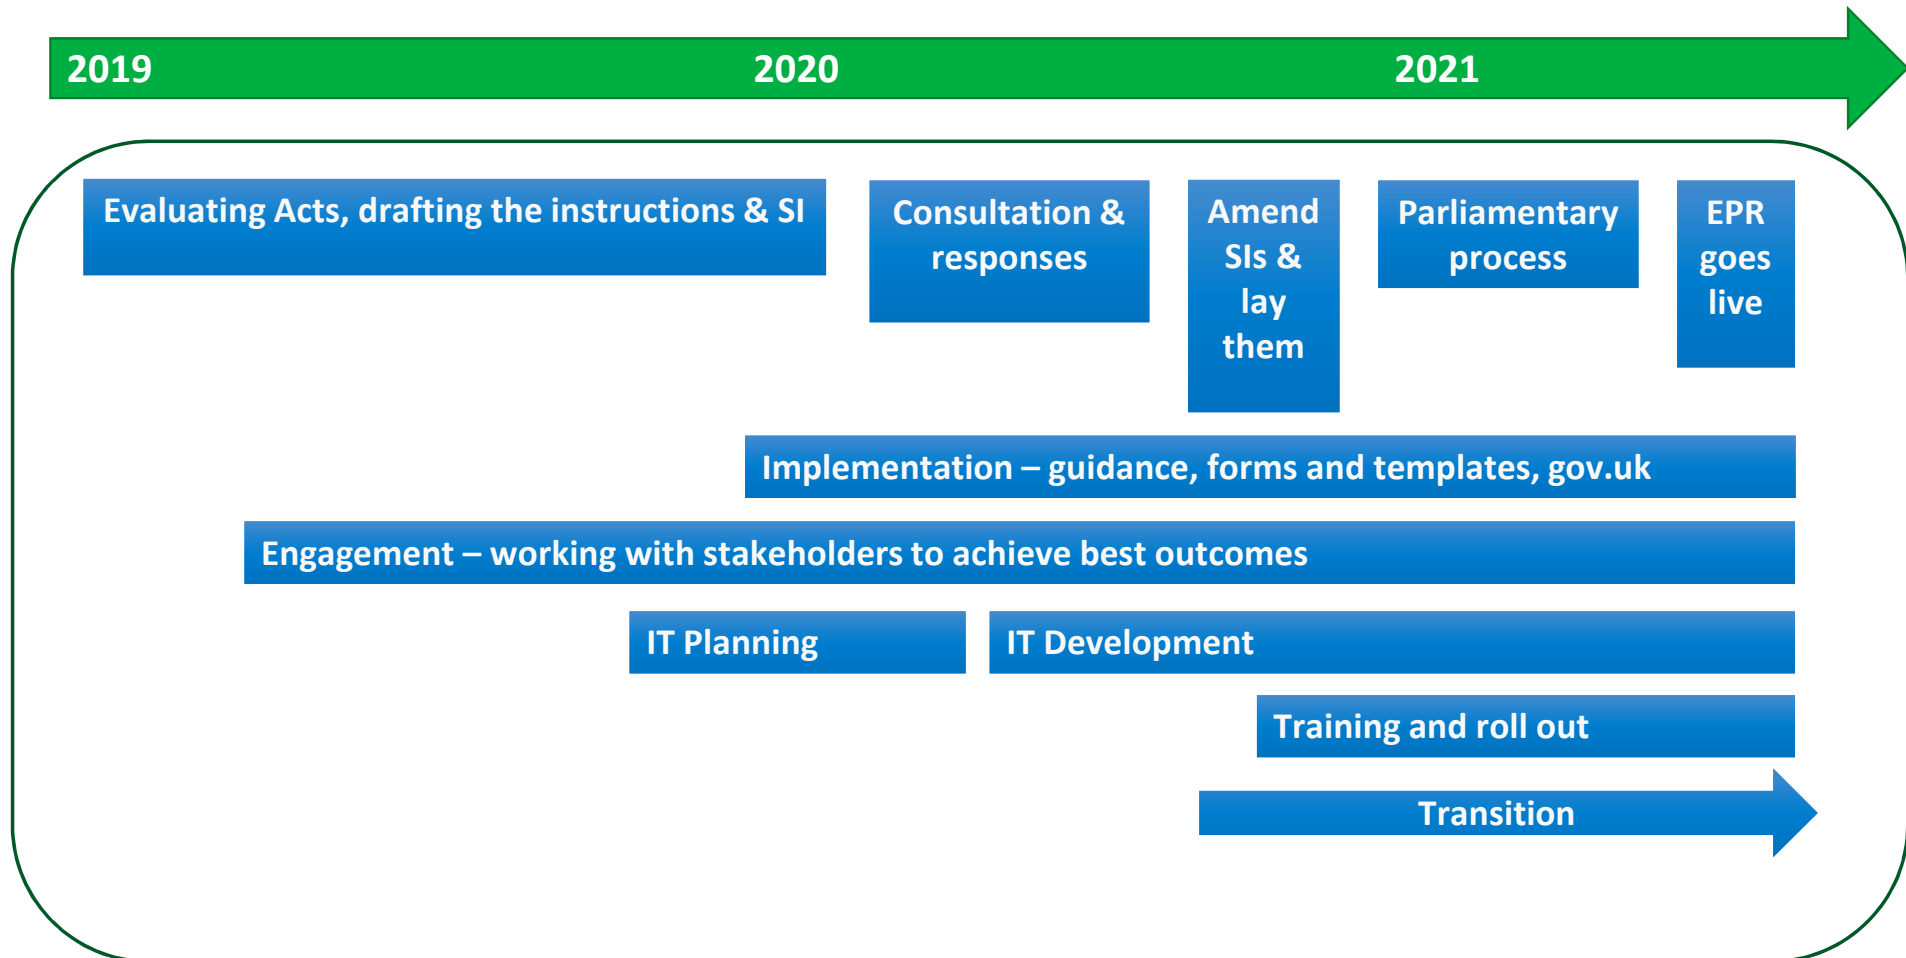 2019 2020 2021
Evaluating Acts, drafting the instructions & SI
Consultation &
responses
Amend
SIs &
lay
them
Parliamentary
process
EPR
goes
live
Implementation – guidance, forms and templates, gov.uk
Engagement – working with stakeholders to achieve best outcomes
IT Planning
IT Development
Training and roll out
Transition